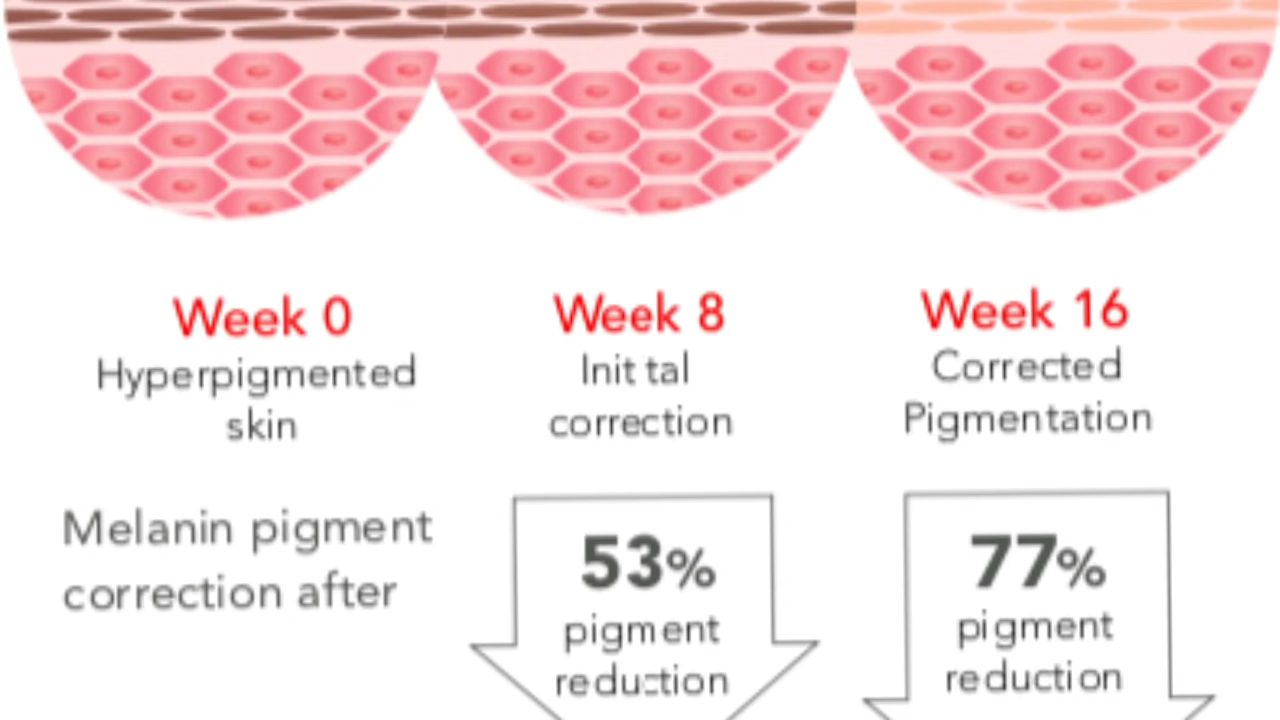 Week 0
Hyperpigmented
skin
Week 8
Init tal
correction
Week 16
Corrected
Pigmentation
Melanin pigment
correction after
53%
pigment
reduction
77%
pigment
reduction